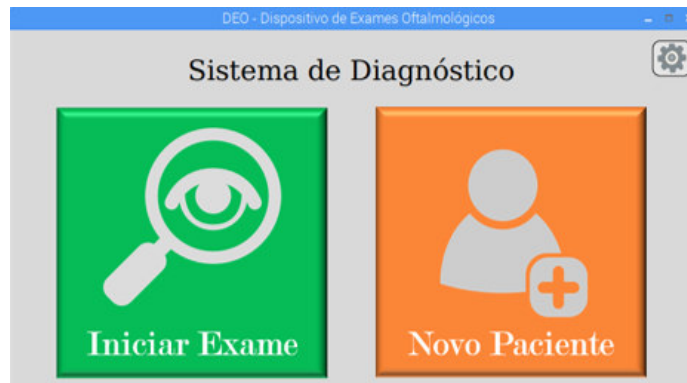 DEO - Dispositivo de Exames Oftalmológicos
Sistema de Diagnóstico
Iniciar Exame
Novo Paciente